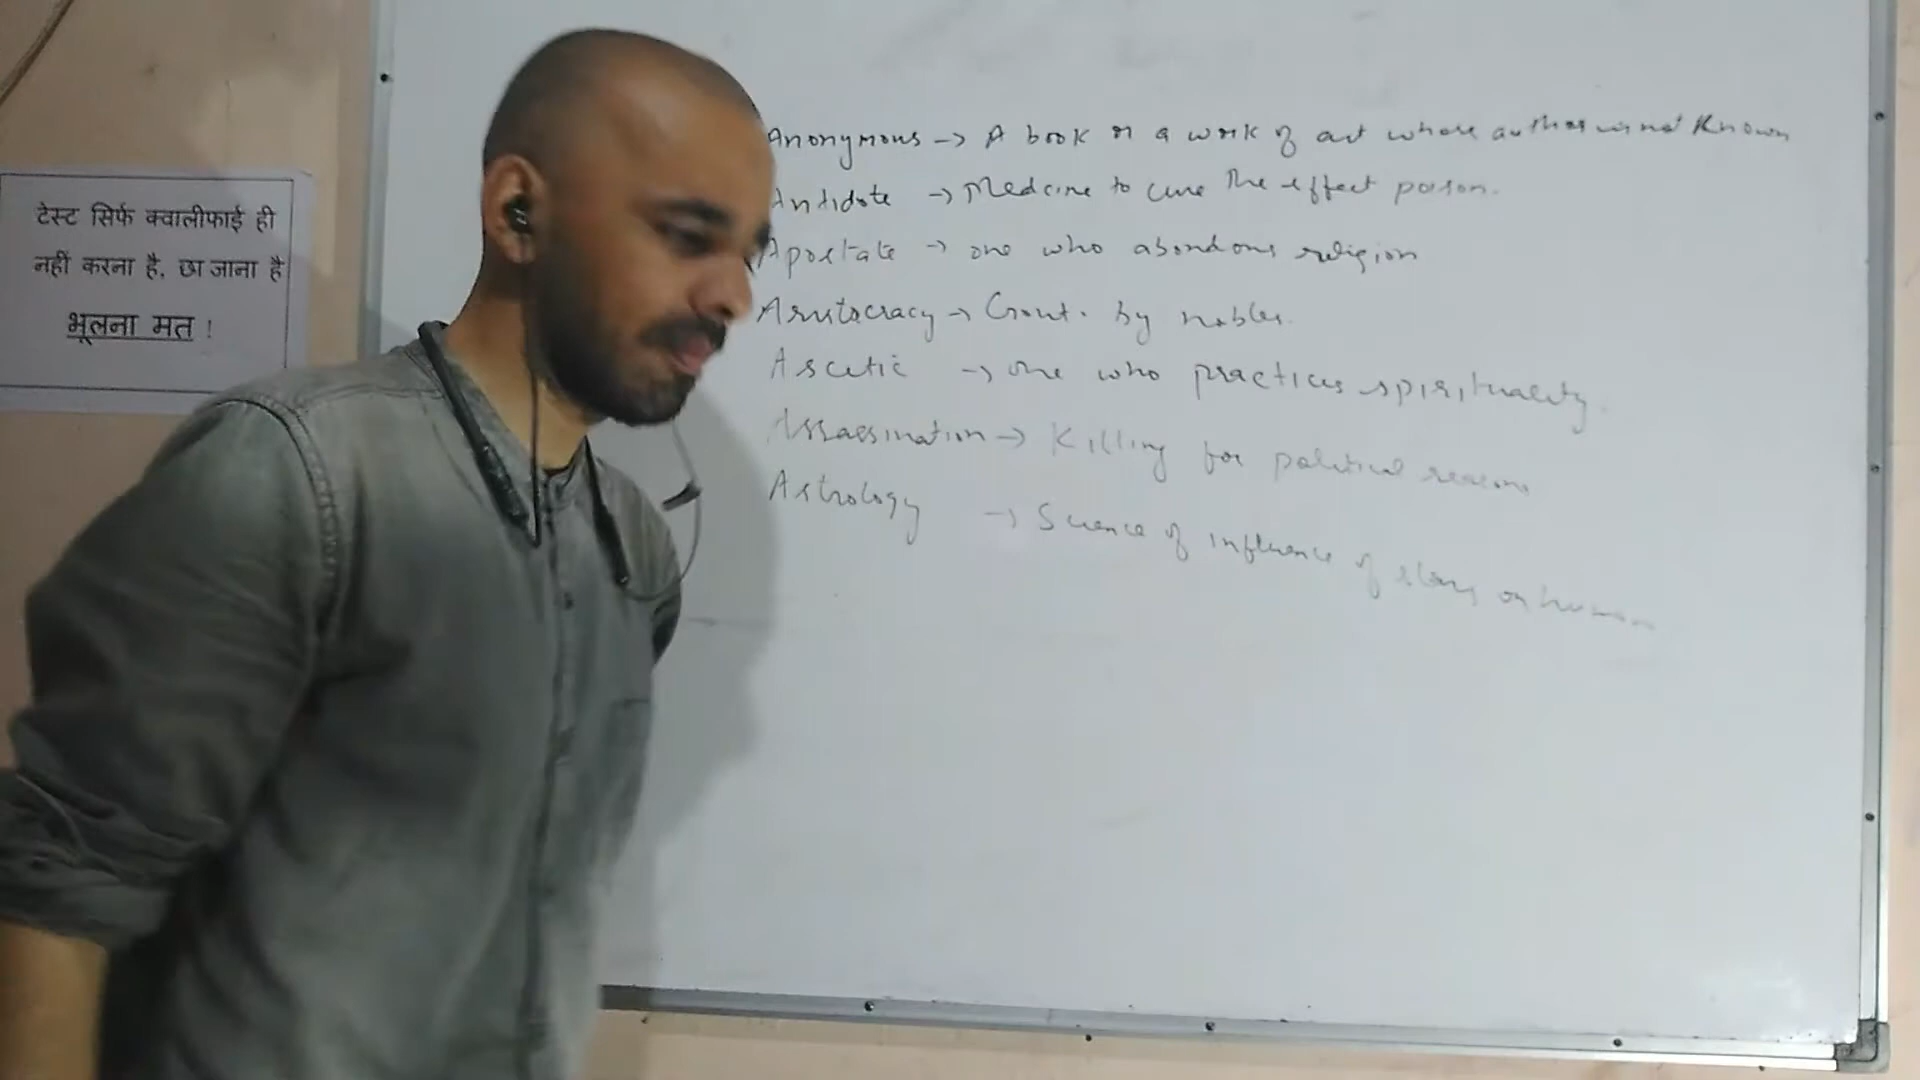 टेस्ट सिर्फ क्वालीफाई ही
नहीं करना है, छा जाना है
भूलना मत !
Anonymous → A book or a work of art whose author is not known
Antidote → Medcine to cure the effect poison.
Apostate → one who abandons religion
Aristocracy → Govt. by nobles.
Ascetic → one who practices spirituality.
Assassination → Killing for political reasons
Astrology → Science of influence of stars on human